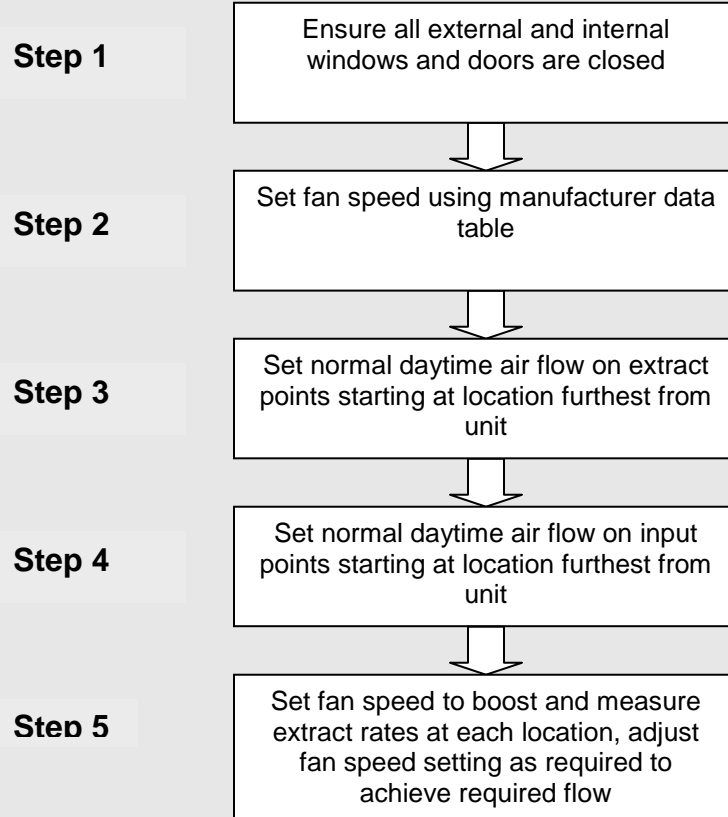 Step 1
Ensure all external and internal
windows and doors are closed
Step 2
Set fan speed using manufacturer data
table
Step 3
Set normal daytime air flow on extract
points starting at location furthest from
unit
Step 4
Set normal daytime air flow on input
points starting at location furthest from
unit
Step 5
Set fan speed to boost and measure
extract rates at each location, adjust
fan speed setting as required to
achieve required flow